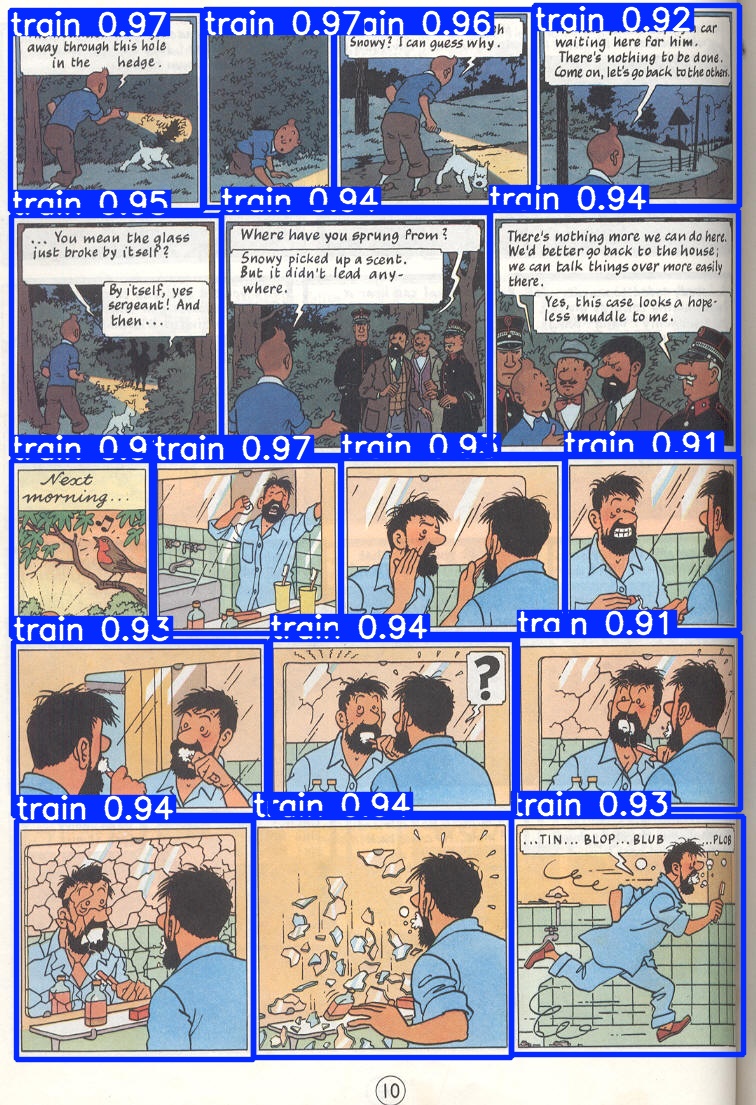 train 0.97
train 0.97
ain 0.96
train 0.92
away through this hole
in the hedge.
Snowy? I can guess why.
car
waiting here for him.
There's nothing to be done.
Come on, let's go back to the others.
train 0.95
train 0.94
train 0.94
... You mean the glass
just broke by itself?
By itself, yes
sergeant! And
then...
Where have you sprung from?
Snowy picked up a scent.
But it didn't lead any-
where.
There's nothing more we can do here.
We'd better go back to the house;
we can talk things over more easily
there.
Yes, this case looks a hope-
less muddle to me.
train 0.9
train 0.97
train 0.93
train 0.91
Next
morning...
train 0.93
train 0.94
train 0.91
?
train 0.94
train 0.94
train 0.93
...TIN... BLOP... BLUB ...PLOB
10